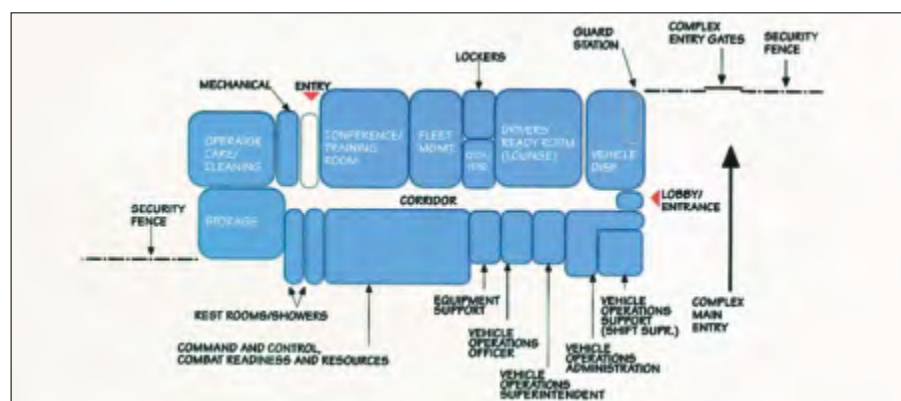 COMPLEX
ENTRY GATES
GUARD
STATION
SECURITY
FENCE
LOCKERS
MECHANICAL
ENTRY
OPERATOR
CARE/
CLEANING
CONFERENCE/
TRAINING
ROOM
FLEET
MGMT.
DRIVERS'
READY ROOM
(LOUNGE)
VEHICLE
DISP.
CORRIDOR
LOBBY/
ENTRANCE
SECURITY
FENCE
STORAGE
REST ROOMS/SHOWERS
COMMAND AND CONTROL,
COMBAT READINESS AND RESOURCES
EQUIPMENT
SUPPORT
VEHICLE
OPERATIONS
OFFICER
VEHICLE
OPERATIONS
SUPERINTENDENT
VEHICLE
OPERATIONS
ADMINISTRATION
VEHICLE
OPERATIONS
SUPPORT
(SHIFT SUPR.)
COMPLEX
MAIN
ENTRY